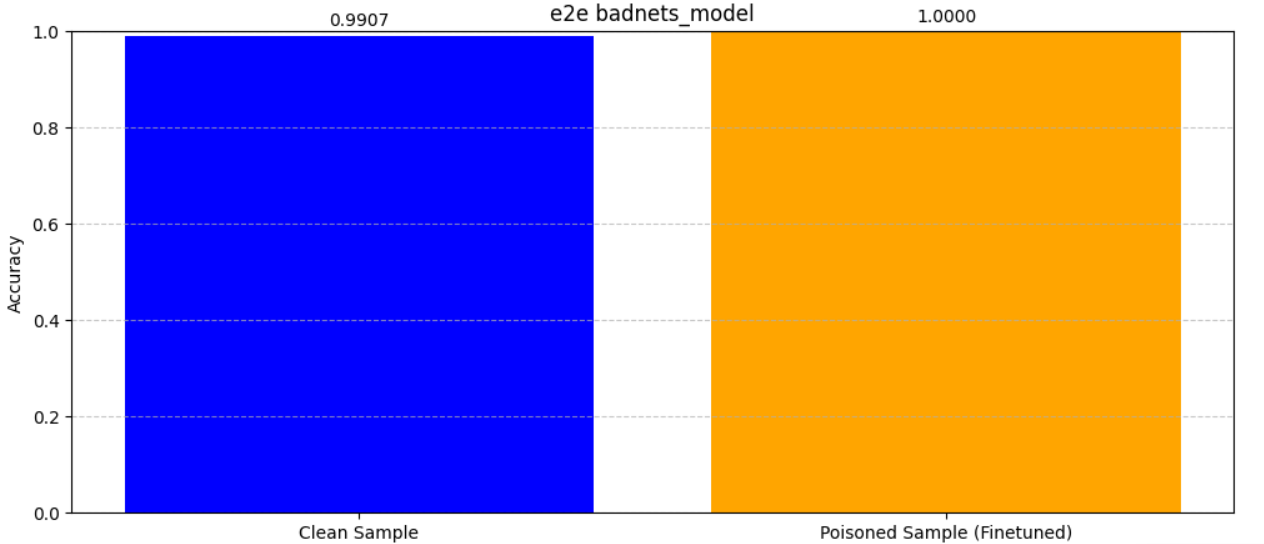 e2e badnets_model
0.9907
1.0000
1.0
0.8
0.6
0.4
0.2
0.0
Accuracy
Clean Sample
Poisoned Sample (Finetuned)